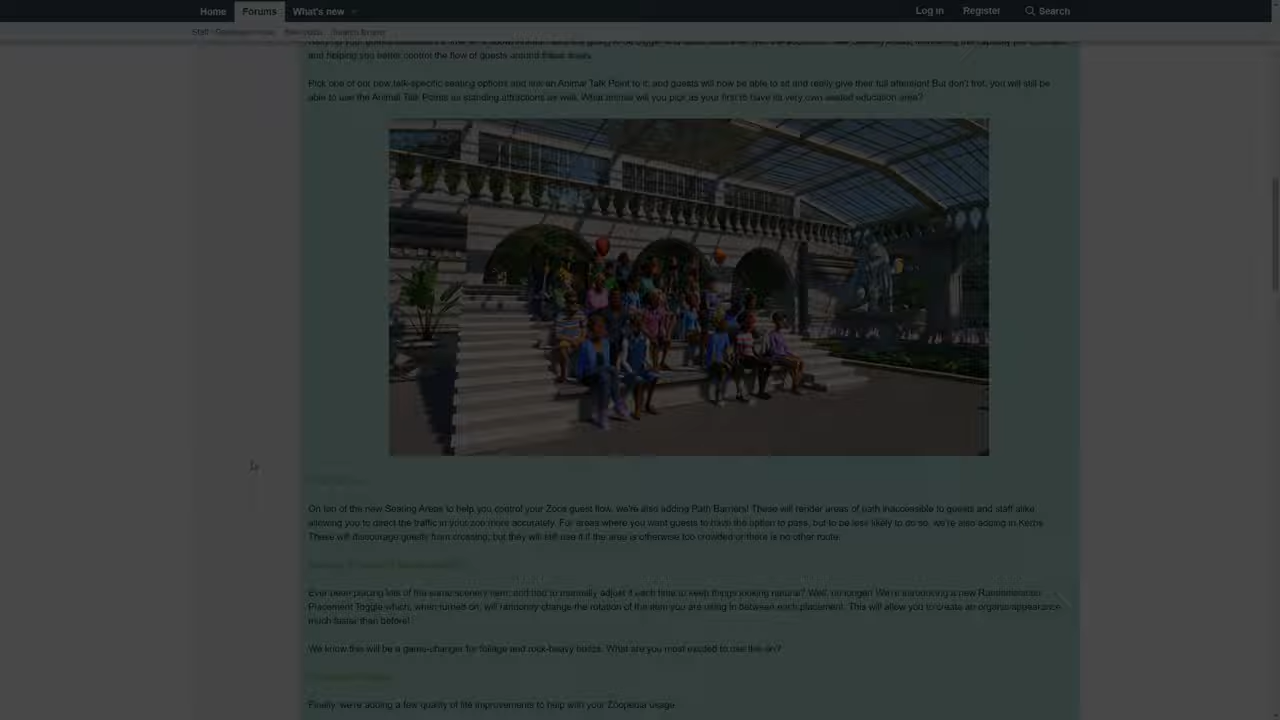 Home Forums What's new Log in Register Search
Search forums
and helping you better control the flow of guests around these areas.
Pick one of our new talk-specific seating options and link an Animal Talk Point to it, and guests will now be able to sit and really give their full attention! But don't fret, you will still be
able to use the Animal Talk Points as standing attractions as well. What animal will you pick as your first to have its very own seated education area?
On top of the new Seating Areas to help you control your Zoos guest flow, we're also adding Path Barriers! These will render areas of path inaccessible to guests and staff alike
allowing you to direct the traffic in your zoo more accurately. For areas where you want guests to have the option to pass, but to be less likely to do so, we're also adding in Kerbs
These will discourage guests from crossing, but they will still use it if the area is otherwise too crowded or there is no other route.
Ever been placing lots of the same scenery item and had to manually adjust it each time to keep things looking natural? Well, no longer! We're introducing a new Randomisation
Placement Toggle which, when turned on, will randomly change the rotation of the item you are using in between each placement. This will allow you to create an organic appearance
much faster than before!
We know this will be a game-changer for foliage and rock-heavy builds. What are you most excited to use this on?
Finally, we're adding a few quality of life improvements to help with your Zoopedia usage